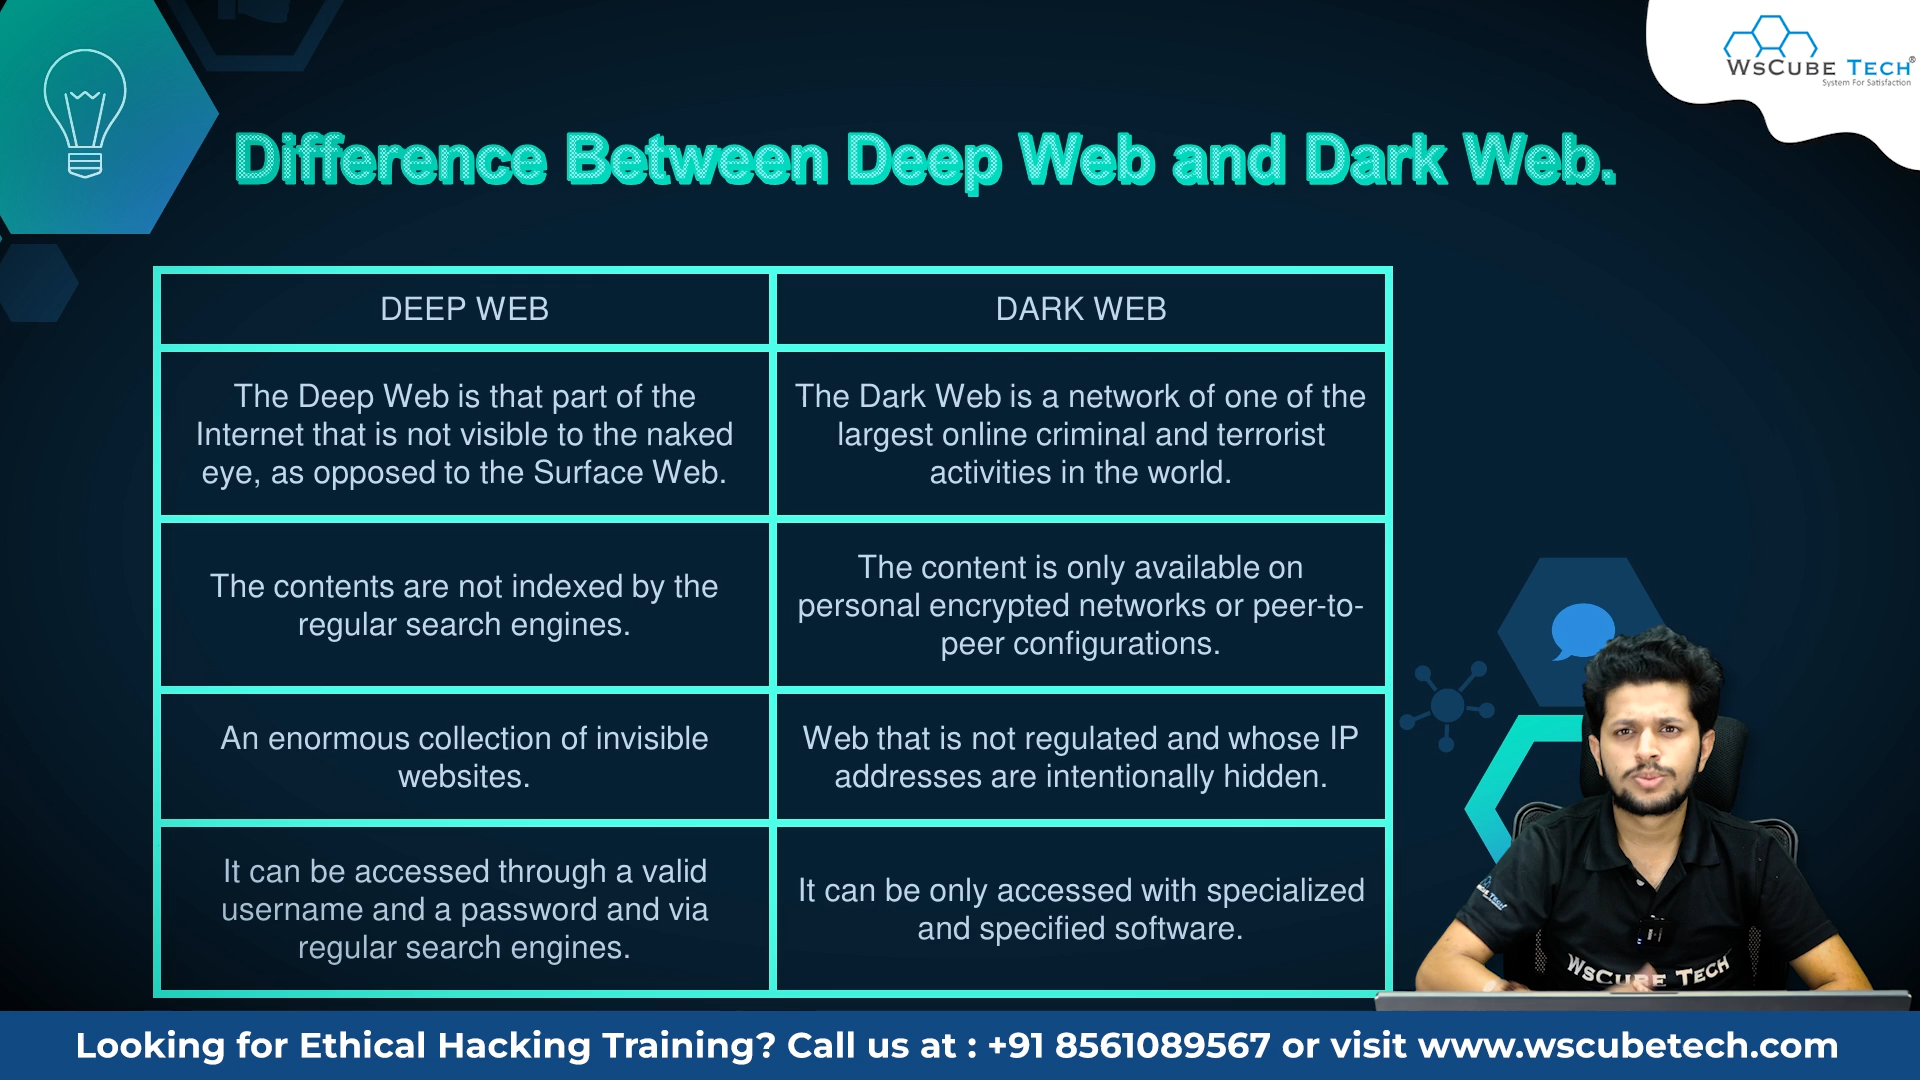 WsCube Tech®
System For Satisfaction
Difference Between Deep Web and Dark Web.
DEEP WEB
DARK WEB
The Deep Web is that part of the
Internet that is not visible to the naked
eye, as opposed to the Surface Web.
The Dark Web is a network of one of the
largest online criminal and terrorist
activities in the world.
The contents are not indexed by the
regular search engines.
The content is only available on
personal encrypted networks or peer-to-
peer configurations.
An enormous collection of invisible
websites.
Web that is not regulated and whose IP
addresses are intentionally hidden.
It can be accessed through a valid
username and a password and via
regular search engines.
It can be only accessed with specialized
and specified software.
WsCube Tech
Looking for Ethical Hacking Training? Call us at : +91 8561089567 or visit www.wscubetech.com